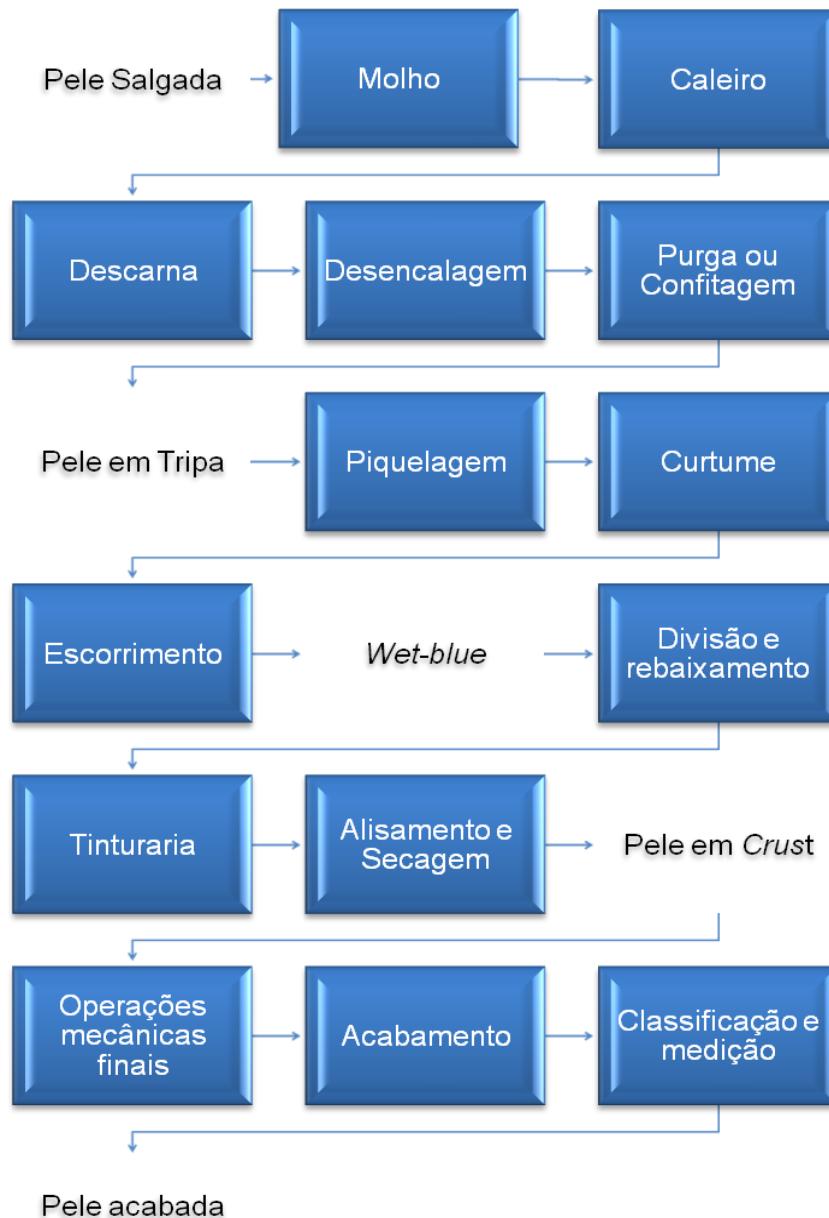 Pele Salgada
Molho
Caleiro
Descarna
Desencalagem
Purga ou
Confitagem
Pele em Tripa
Piquelagem
Curtume
Escorrimento
Wet-blue
Divisão e
rebaixamento
Tinturaria
Alisamento e
Secagem
Pele em Crust
Operações
mecânicas
finais
Acabamento
Classificação e
medição
Pele acabada